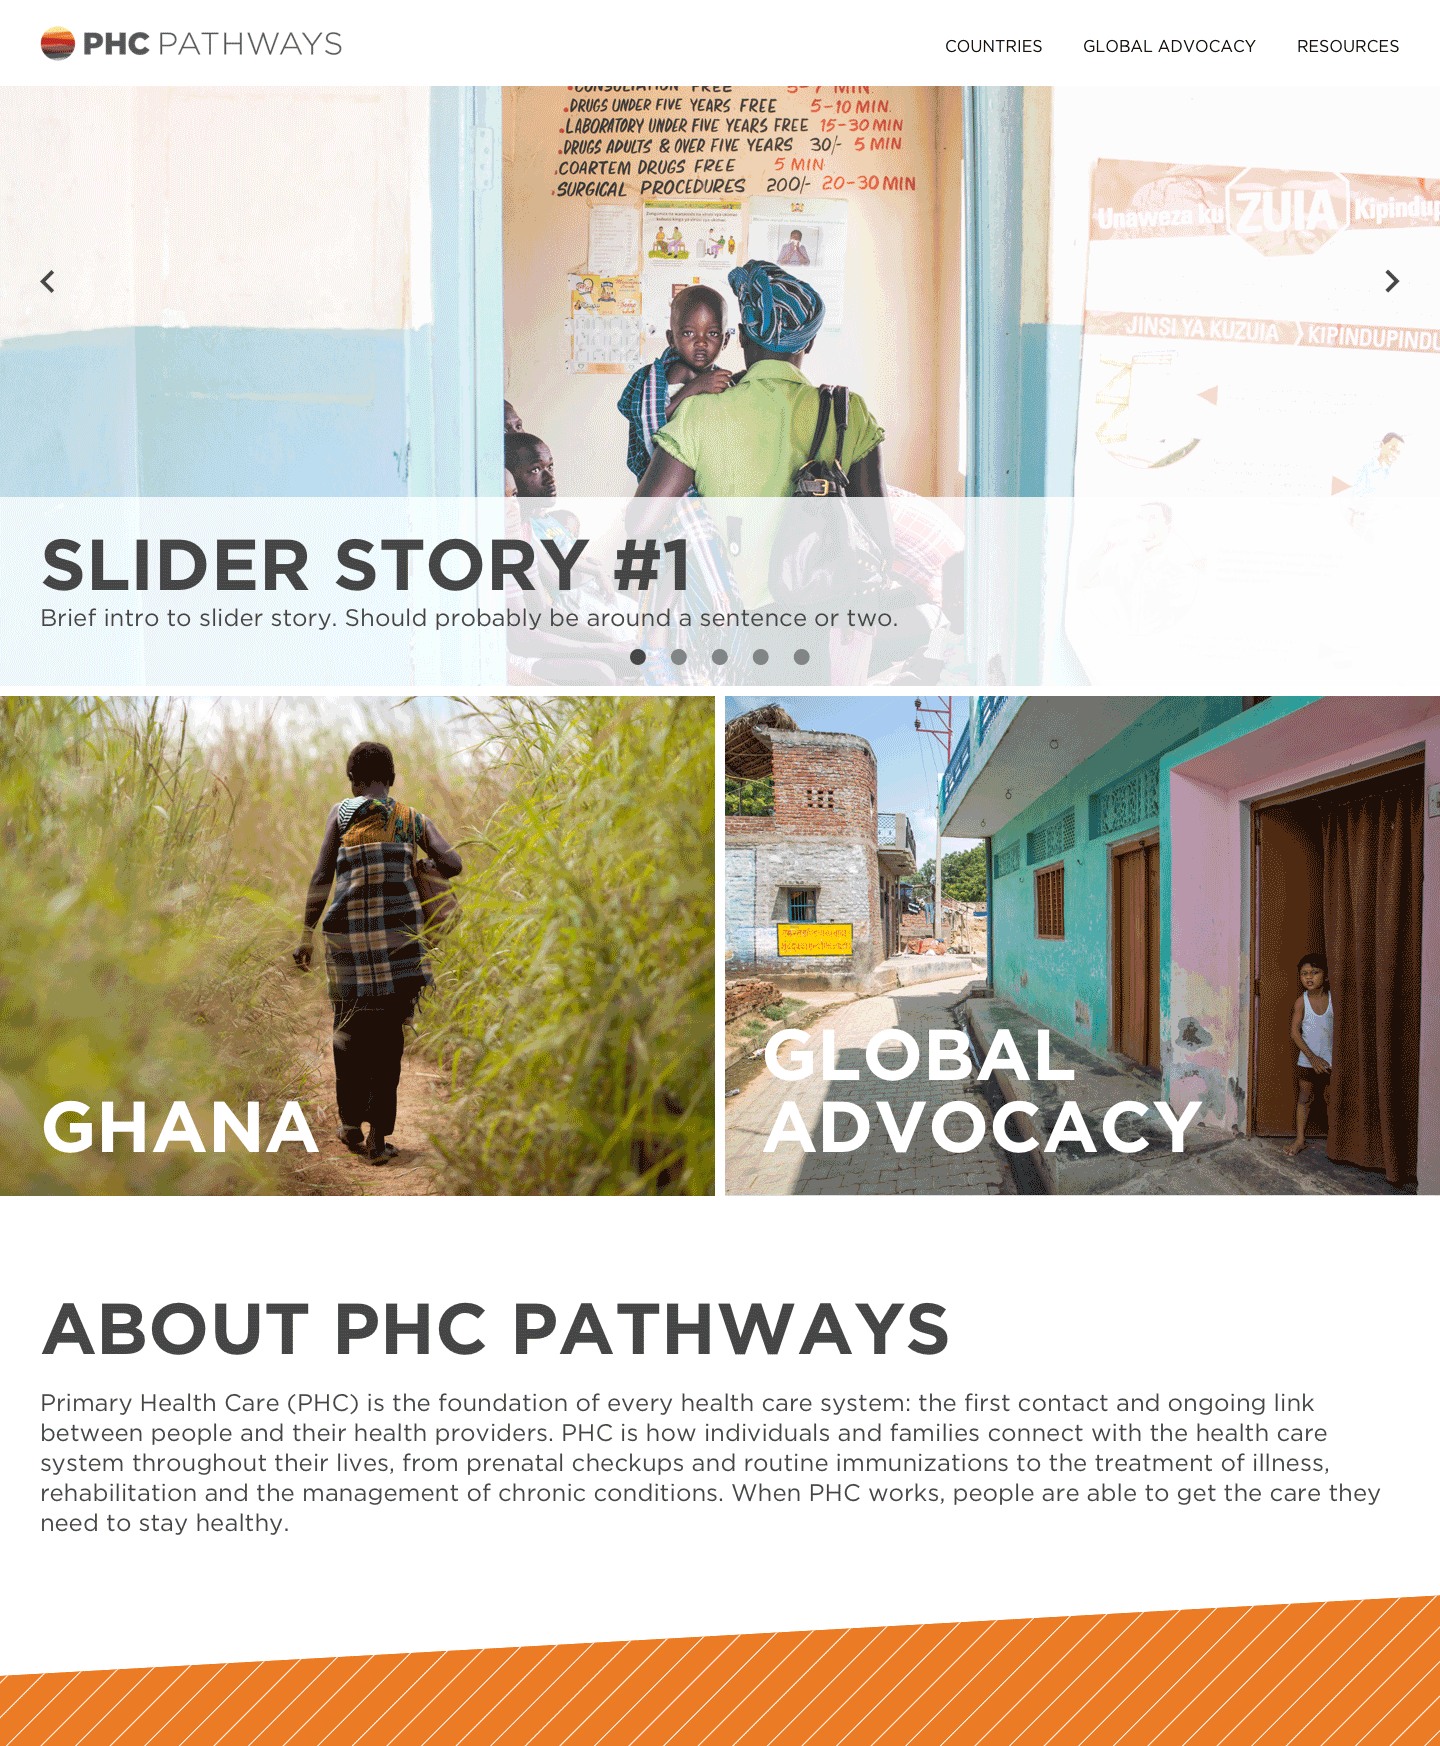 PHC PATHWAYS
COUNTRIES
GLOBAL ADVOCACY
RESOURCES
•CONSULTATION FREE 5-7 MIN.
•DRUGS UNDER FIVE YEARS FREE 5-10 MIN.
•LABORATORY UNDER FIVE YEARS FREE 15-30 MIN
•DRUGS ADULTS & OVER FIVE YEARS 30/- 5 MIN
•COARTEM DRUGS FREE 5 MIN
•SURGICAL PROCEDURES 200/- 20-30 MIN
Unaweza ku ZUIA Kipindup
JINSI YA KUZUIA KIPINDUPINDU
SLIDER STORY #1
Brief intro to slider story. Should probably be around a sentence or two.
GHANA
GLOBAL
ADVOCACY
ABOUT PHC PATHWAYS
Primary Health Care (PHC) is the foundation of every health care system: the first contact and ongoing link
between people and their health providers. PHC is how individuals and families connect with the health care
system throughout their lives, from prenatal checkups and routine immunizations to the treatment of illness,
rehabilitation and the management of chronic conditions. When PHC works, people are able to get the care they
need to stay healthy.